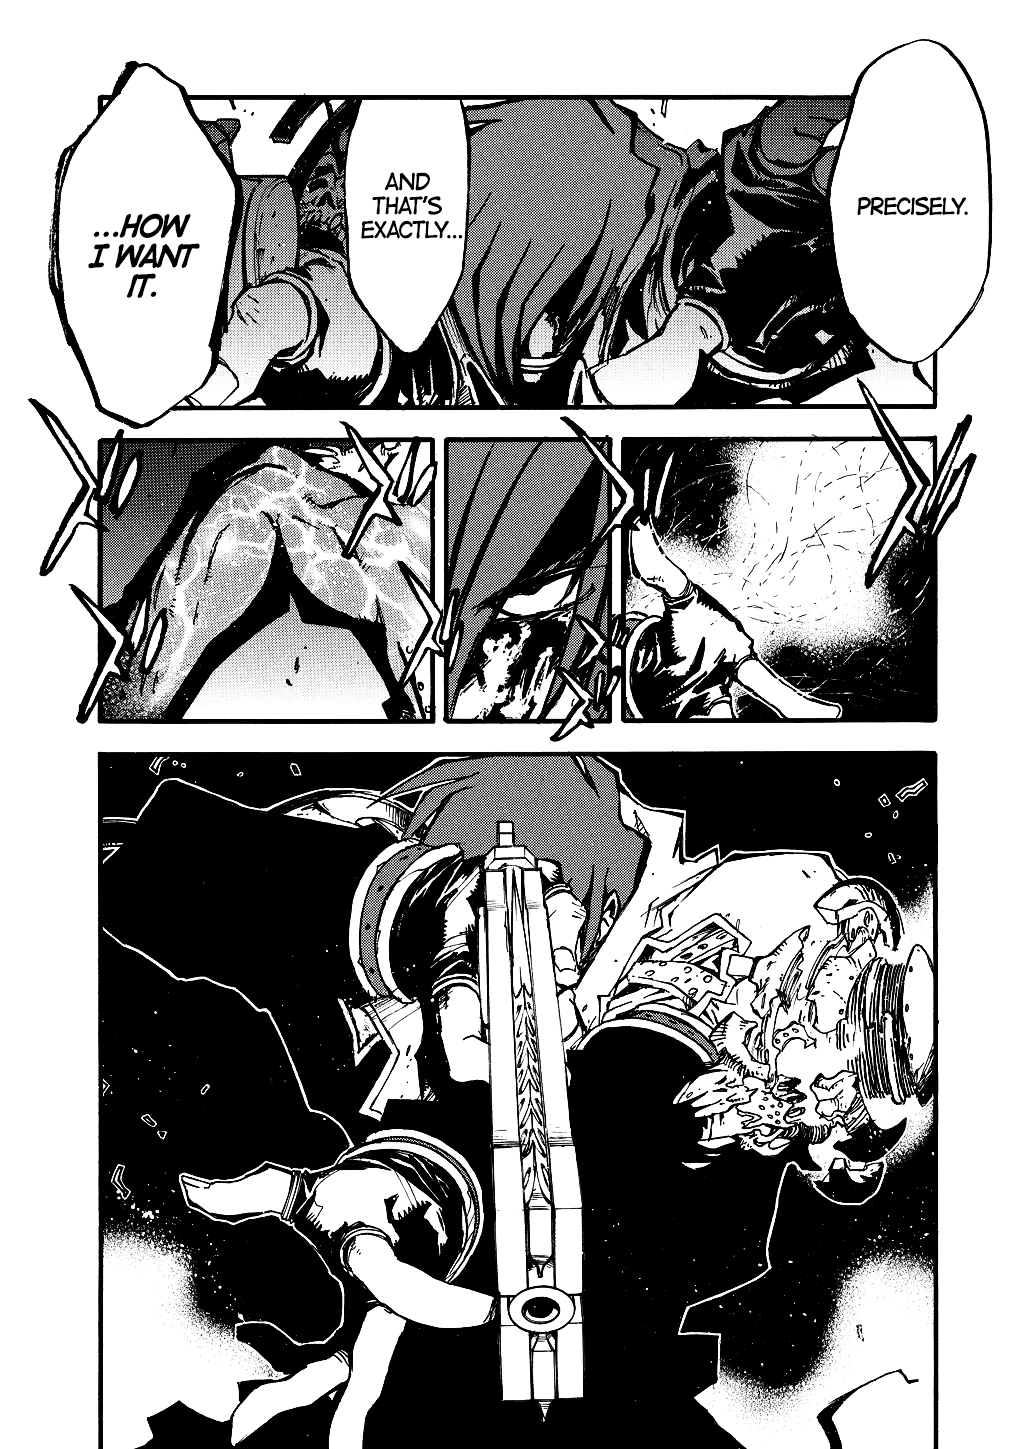 PRECISELY.
AND
THAT'S
EXACTLY...
...HOW
I WANT
IT.